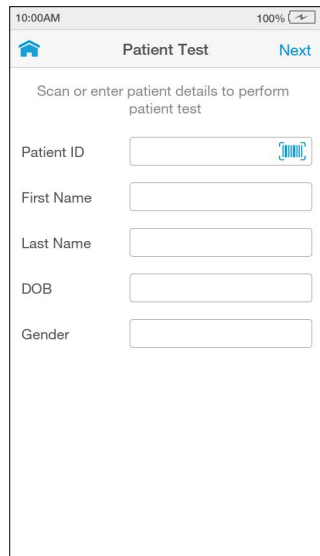 10:00AM 100%
Patient Test Next
Scan or enter patient details to perform
patient test
Patient ID
First Name
Last Name
DOB
Gender